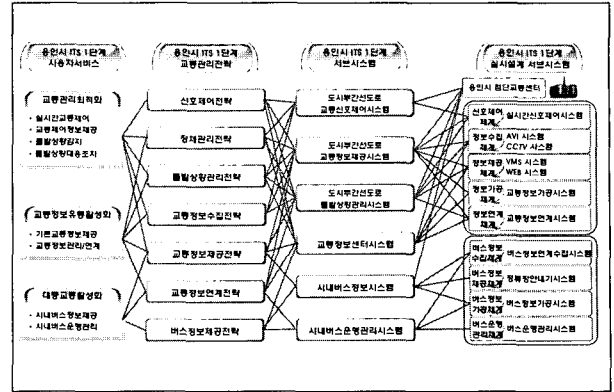 용인시 ITS 1단계
사용자서비스
교통관리최적화
• 실시간교통제어
• 교통제어정보제공
• 돌발상황감지
• 돌발상황대응조치
교통정보유통활성화
• 기본교통정보제공
• 교통정보관리/연계
대중교통활성화
• 시내버스정보제공
• 시내버스운행관리
용인시 ITS 1단계
교통관리전략
신호제어전략
정체관리전략
돌발상황관리전략
교통정보수집전략
교통정보제공전략
교통정보연계전략
버스정보제공전략
용인시 ITS 1단계
서브시스템
도시부간선도로
교통신호제어시스템
도시부간선도로
교통정보제공시스템
도시부간선도로
돌발상황관리시스템
교통정보센터시스템
시내버스정보시스템
시내버스운행관리시스템
용인시 ITS 1단계
실시설계 서브시스템
용인시 첨단교통센터
신호제어
체계
실시간신호제어시스템
정보수집
체계
AVI 시스템
CCTV 시스템
정보제공
체계
VMS 시스템
WEB 시스템
정보가공
체계
교통정보가공시스템
정보연계
체계
교통정보연계시스템
버스정보
수집체계
버스정보연계수집시스템
버스정보
제공체계
정류장안내기시스템
버스정보
가공체계
버스정보가공시스템
버스운행
관리체계
버스운행관리시스템